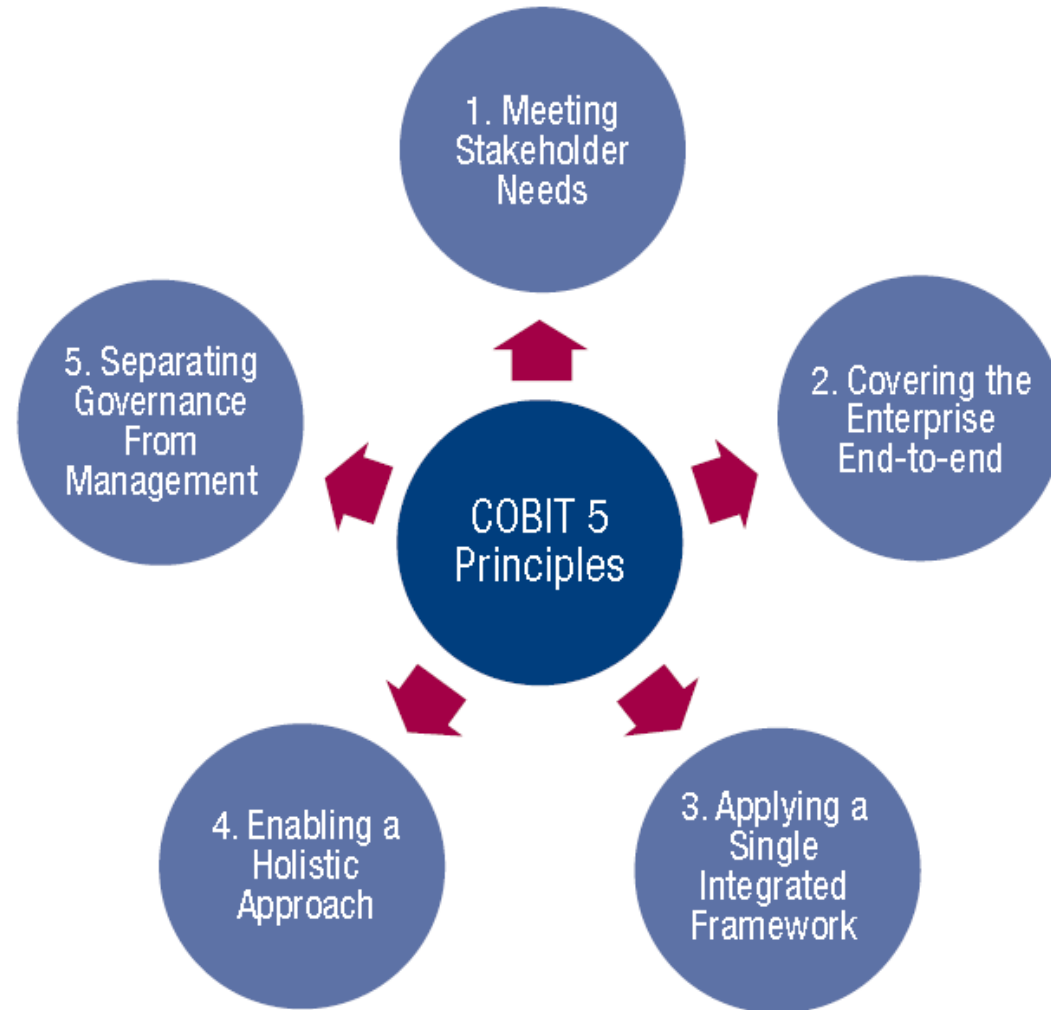 1. Meeting
Stakeholder
Needs
2. Covering the
Enterprise
End-to-end
3. Applying a
Single
Integrated
Framework
4. Enabling a
Holistic
Approach
5. Separating
Governance
From
Management
COBIT 5
Principles